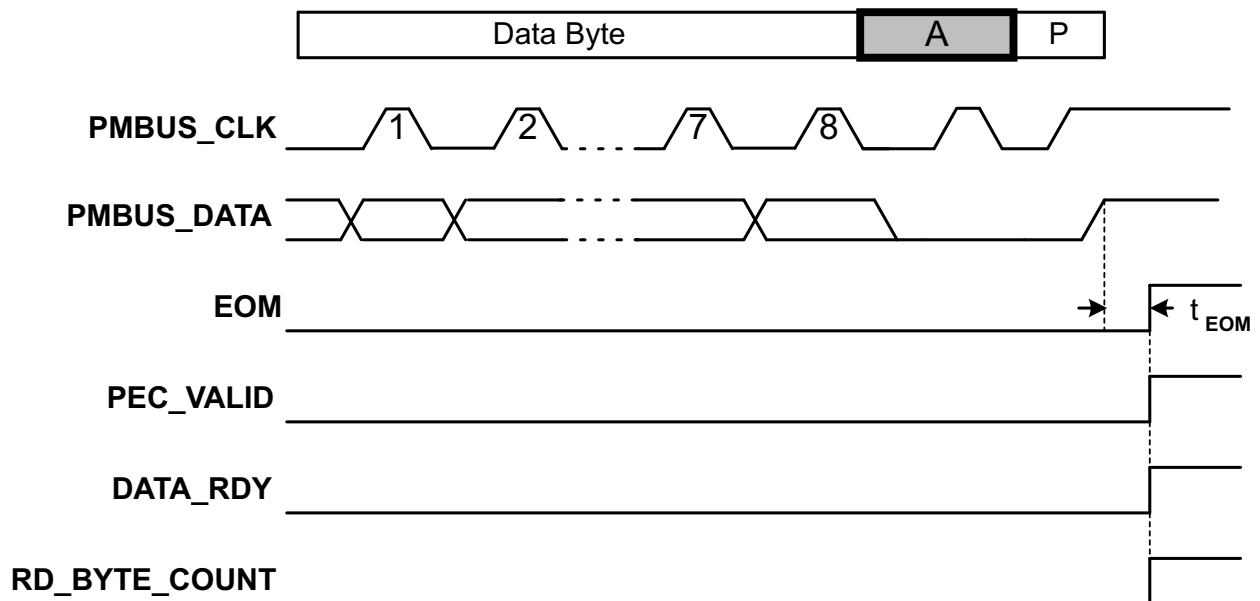 Data Byte A P
PMBUS_CLK 1 2 7 8
PMBUS_DATA
EOM t EOM
PEC_VALID
DATA_RDY
RD_BYTE_COUNT